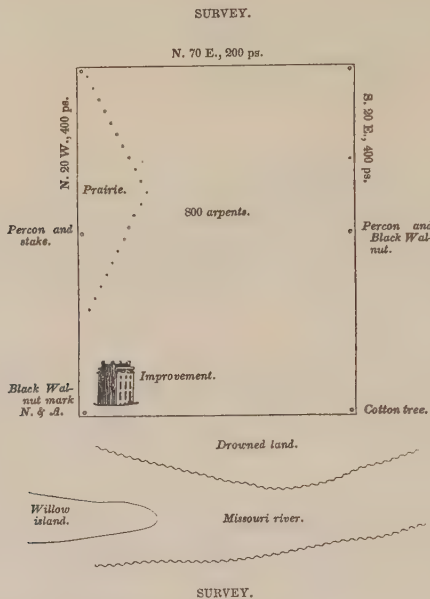 SURVEY.
N. 70 E., 200 ps.
N. 20 W., 400 ps.
S. 20 E., 400 ps.
Prairie.
800 arpents.
Percon and
stake.
Percon and
Black Wal-
nut.
Improvement.
Black Wal-
nut mark
N. & A.
Cotton tree.
Drowned land.
Willow
island.
Missouri river.
SURVEY.